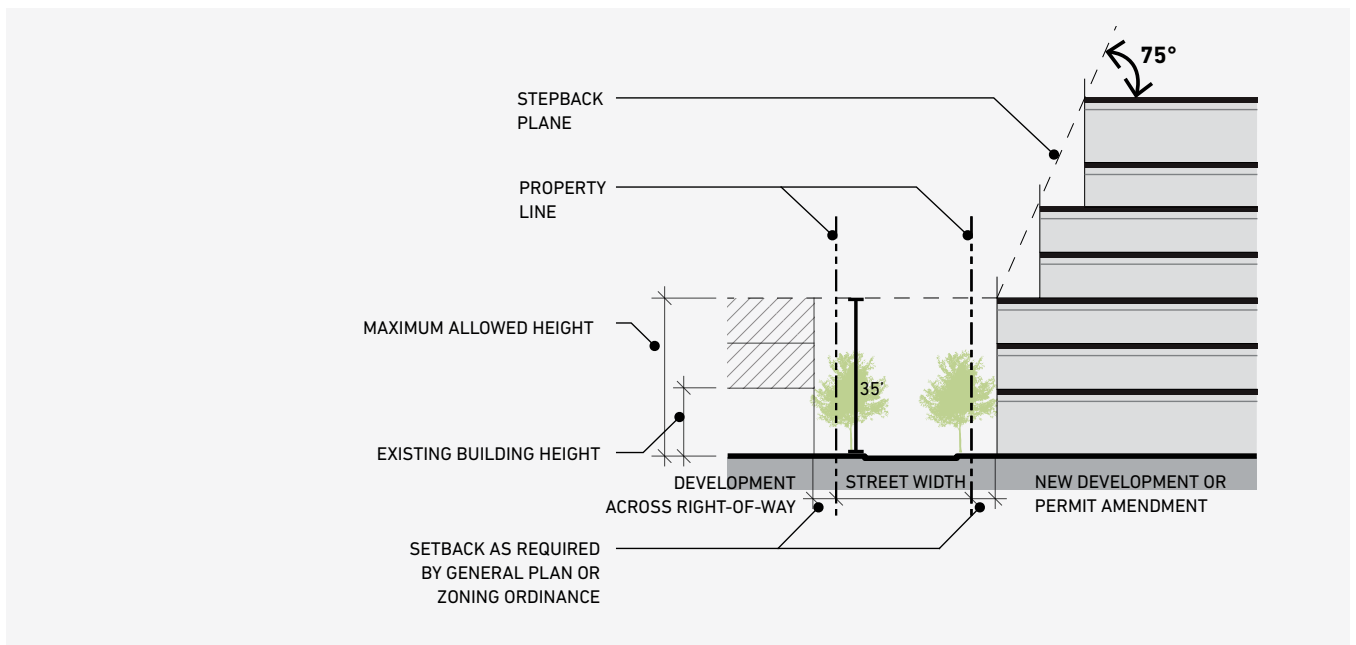 75°
STEPBACK
PLANE
PROPERTY
LINE
MAXIMUM ALLOWED HEIGHT
35'
EXISTING BUILDING HEIGHT
DEVELOPMENT
ACROSS RIGHT-OF-WAY
STREET WIDTH
NEW DEVELOPMENT OR
PERMIT AMENDMENT
SETBACK AS REQUIRED
BY GENERAL PLAN OR
ZONING ORDINANCE